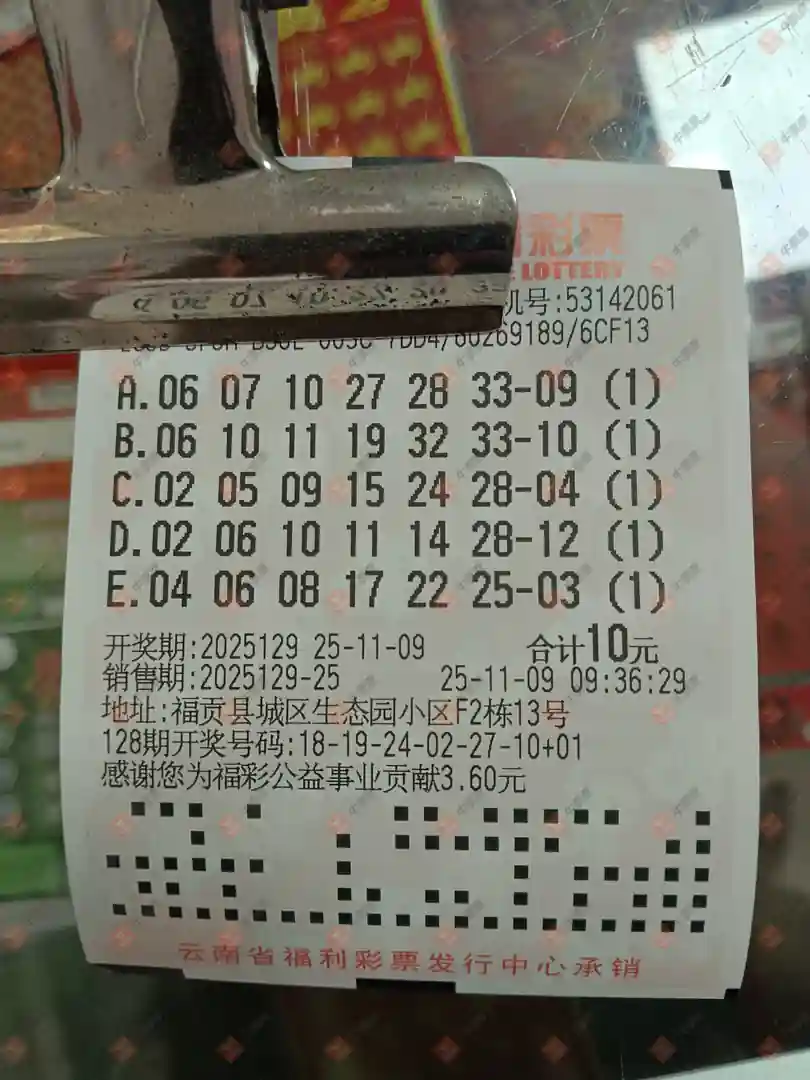 彩票
LOTTERY
机号:53142061
/80269189/6CF13
A.06 07 10 27 28 33-09 (1)
B.06 10 11 19 32 33-10 (1)
C.02 05 09 15 24 28-04 (1)
D.02 06 10 11 14 28-12 (1)
E.04 06 08 17 22 25-03 (1)
开奖期:2025129 25-11-09 合计10元
销售期:2025129-25 25-11-09 09:36:29
地址:福贡县城区生态园小区F2栋13号
128期开奖号码:18-19-24-02-27-10+01
感谢您为福彩公益事业贡献3.60元
云南省福利彩票发行中心承销